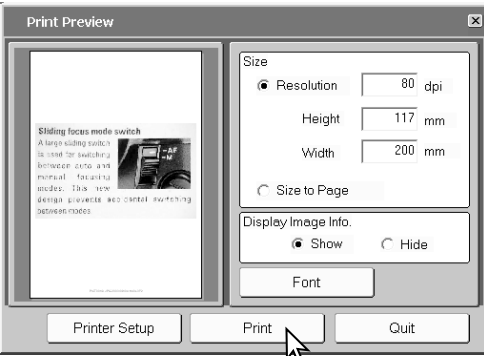 Print Preview
Sliding focus mode switch
A large sliding switch
is used for switching
between auto and
manual focusing
modes. This new
design prevents accidental switching
between modes
-AF
-M
Size
Resolution 80 dpi
Height 117 mm
Width 200 mm
Size to Page
Display Image Info.
Show Hide
Font
Printer Setup Print Quit